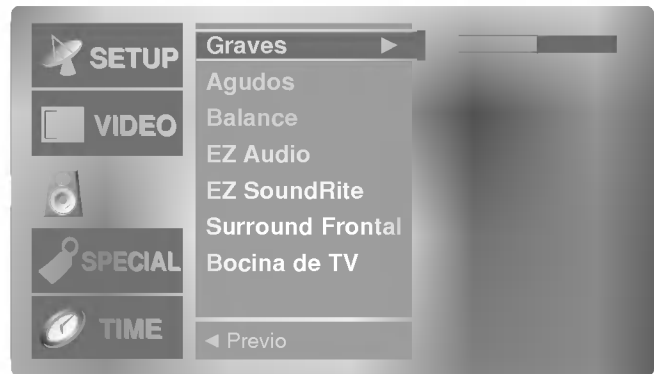 SETUP
VIDEO
SPECIAL
TIME
Graves ▶
Agudos
Balance
EZ Audio
EZ SoundRite
Surround Frontal
Bocina de TV
◄ Previo